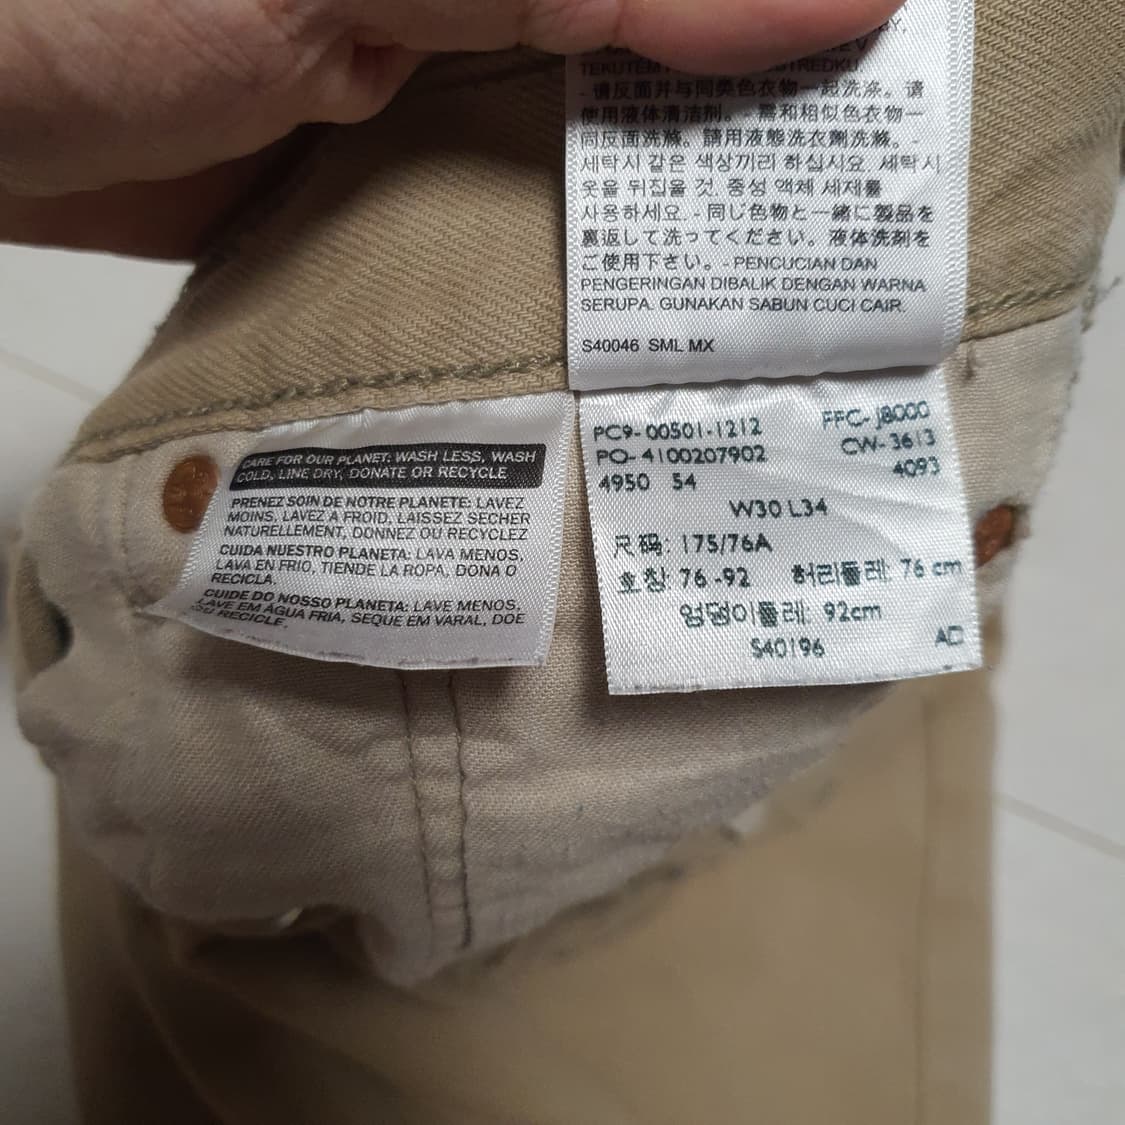 TEKUTÉM
- 请反面并与同类色衣物一起洗涤。请
使用液体清洁剂。- 需和相似色衣物一
同反面洗滌。請用液態洗衣劑洗滌。-
세탁시 같은 색상끼리 하십시요. 세탁시
옷을 뒤집을 것. 중성 액체 세제를
사용하세요. - 同じ色物と一緒に製品を
裏返して洗ってください。液体洗剤を
ご使用下さい。- PENCUCIAN DAN
PENGERINGAN DIBALIK DENGAN WARNA
SERUPA. GUNAKAN SABUN CUCI CAIR.
S40046 SML MX
CARE FOR OUR PLANET: WASH LESS, WASH
COLD, LINE DRY, DONATE OR RECYCLE
PRENEZ SOIN DE NOTRE PLANETE: LAVEZ
MOINS, LAVEZ A FROID, LAISSEZ SECHER
NATURELLEMENT, DONNEZ OU RECYCLEZ
CUIDA NUESTRO PLANETA: LAVA MENOS,
LAVA EN FRIO, TIENDE LA ROPA, DONA O
RECICLA.
CUIDE DO NOSSO PLANETA: LAVE MENOS,
LAVE EM ÁGUA FRIA, SEQUE EM VARAL, DOE
OU RECICLE.
PC9-00501-1212 FFC-J8000
PO-4100207902 CW-3613
4950 54 4093
W30 L34
尺码: 175/76A
호칭: 76-92 허리둘레: 76 cm
엉덩이둘레: 92cm
S40196 AD